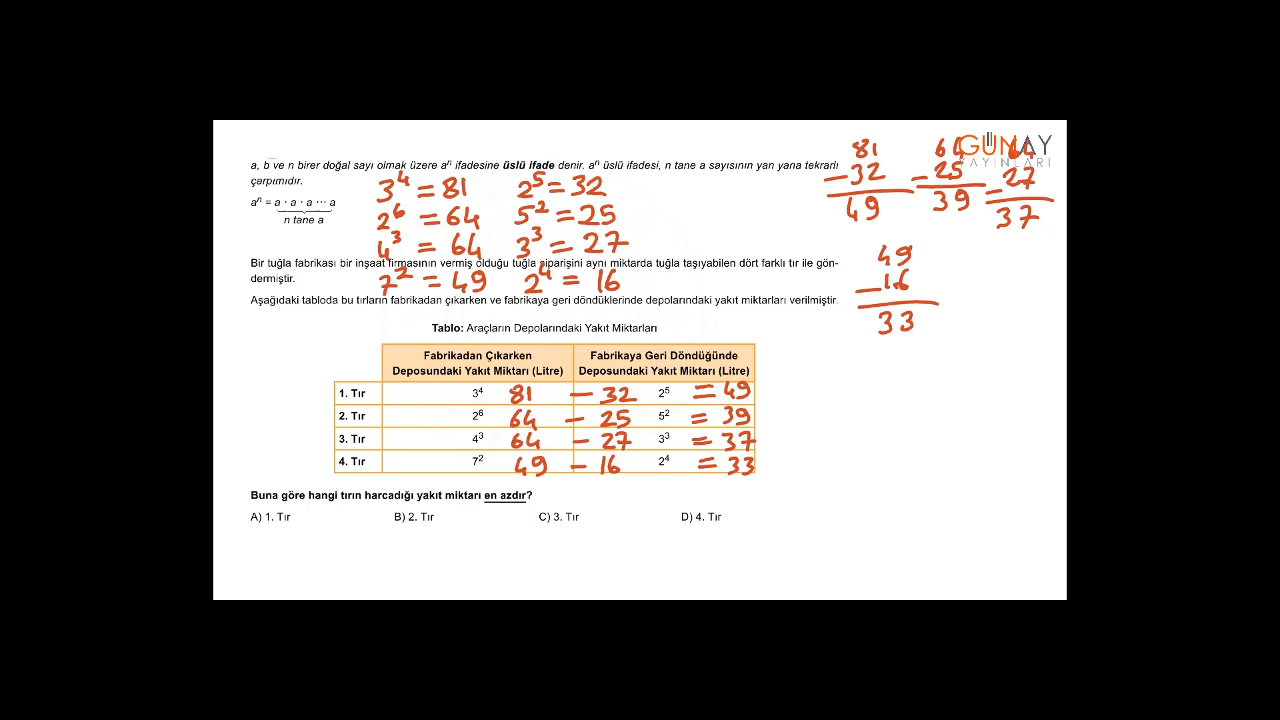 GÜNAY
YAYINLARI
a, b ve n birer doğal sayı olmak üzere aⁿ ifadesine üslü ifade denir. aⁿ üslü ifadesi, n tane a sayısının yan yana tekrarlı
çarpımıdır.
aⁿ = a · a · a ··· a
n tane a
3⁴ = 81 2⁵ = 32
2⁶ = 64 5² = 25
4³ = 64 3³ = 27
7² = 49 2⁴ = 16
81
− 32
49
64
− 25
39
64
− 27
37
49
− 16
33
Bir tuğla fabrikası bir inşaat firmasının vermiş olduğu tuğla siparişini aynı miktarda tuğla taşıyabilen dört farklı tır ile gön-
dermiştir.
Aşağıdaki tabloda bu tırların fabrikadan çıkarken ve fabrikaya geri döndüklerinde depolarındaki yakıt miktarları verilmiştir.
Tablo: Araçların Depolarındaki Yakıt Miktarları
Fabrikadan Çıkarken
Deposundaki Yakıt Miktarı (Litre)
Fabrikaya Geri Döndüğünde
Deposundaki Yakıt Miktarı (Litre)
1. Tır 3⁴ 81 − 32 2⁵ = 49
2. Tır 2⁶ 64 − 25 5² = 39
3. Tır 4³ 64 − 27 3³ = 37
4. Tır 7² 49 − 16 2⁴ = 33
Buna göre hangi tırın harcadığı yakıt miktarı en azdır?
A) 1. Tır B) 2. Tır C) 3. Tır D) 4. Tır